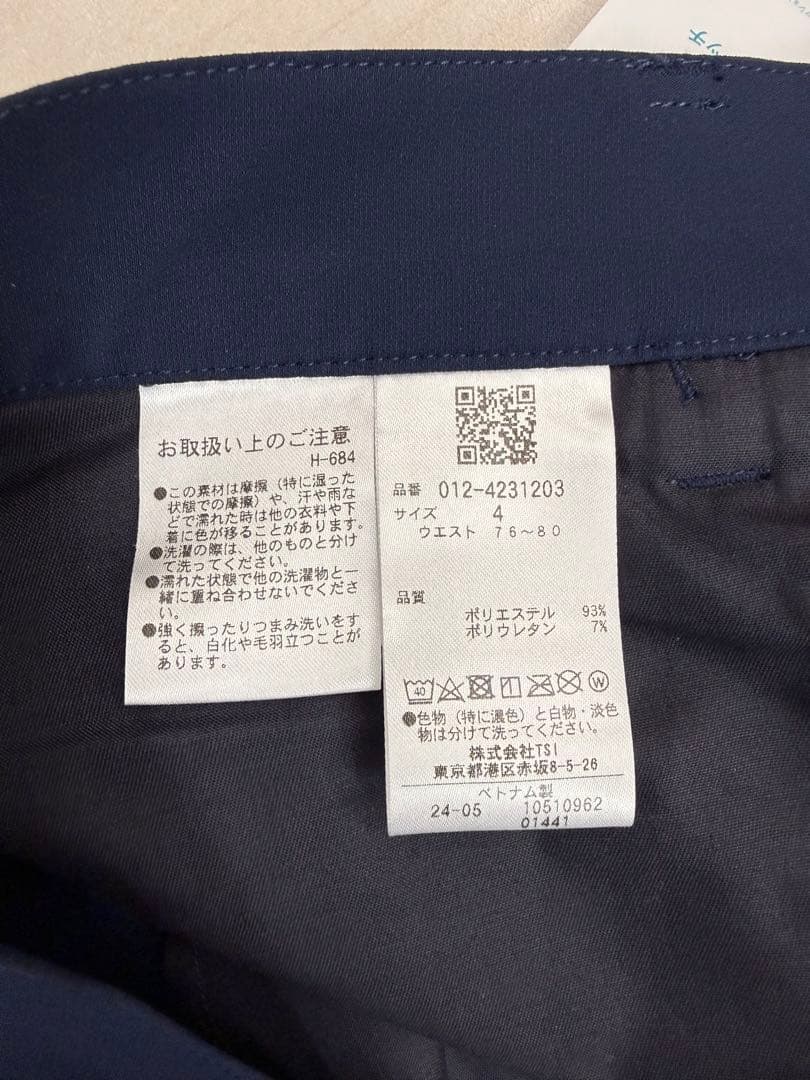 ッチ
お取扱い上のご注意
H-684
●この素材は摩擦（特に湿った
状態での摩擦）や、汗や雨な
どで濡れた時は他の衣料や下
着に色が移ることがあります。
●洗濯の際は、他のものと分け
て洗ってください。
●濡れた状態で他の洗濯物と一
緒に重ね合わせないでくださ
い。
●強く擦ったりつまみ洗いをす
ると、白化や毛羽立つことが
あります。
品番 012-4231203
サイズ 4
ウエスト 76～80
品質
ポリエステル 93%
ポリウレタン 7%
40 W
●色物（特に濃色）と白物・淡色
物は分けて洗ってください。
株式会社TSI
東京都港区赤坂8-5-26
ベトナム製
24-05 10510962
01441